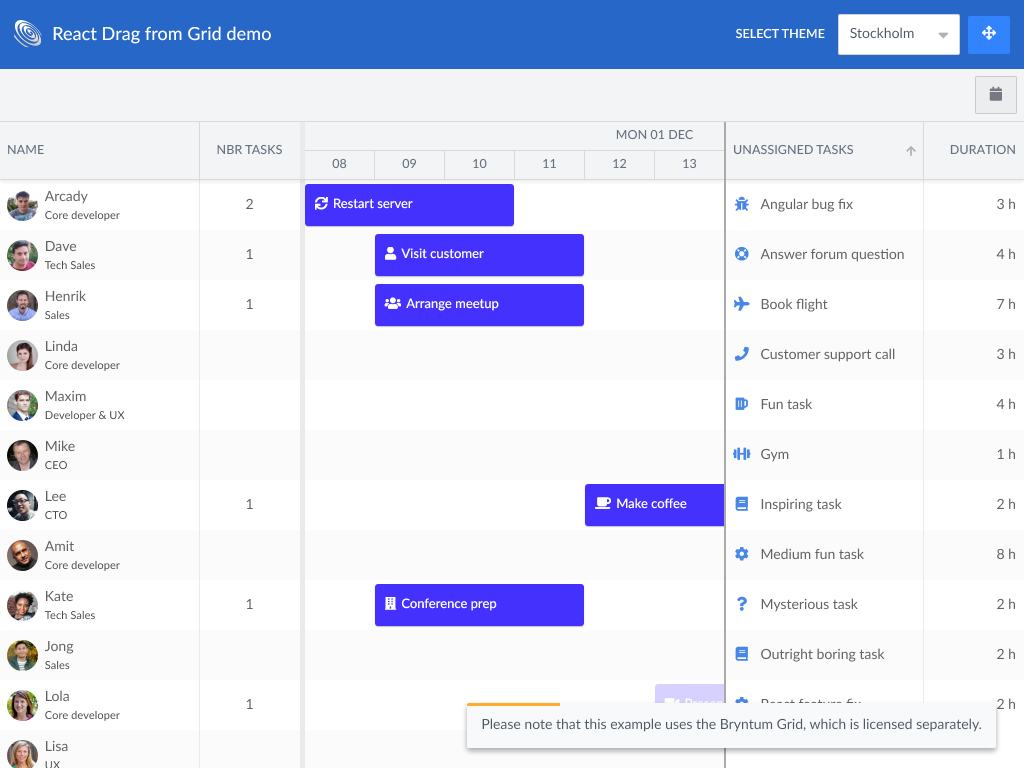 React Drag from Grid demo
SELECT THEME
Stockholm
NAME
NBR TASKS
MON 01 DEC
08 09 10 11 12 13
UNASSIGNED TASKS
DURATION
Arcady
Core developer
2
Restart server
Angular bug fix
3 h
Dave
Tech Sales
1
Visit customer
Answer forum question
4 h
Henrik
Sales
1
Arrange meetup
Book flight
7 h
Linda
Core developer
Customer support call
3 h
Maxim
Developer & UX
Fun task
4 h
Mike
CEO
Gym
1 h
Lee
CTO
1
Make coffee
Inspiring task
2 h
Amit
Core developer
Medium fun task
8 h
Kate
Tech Sales
1
Conference prep
Mysterious task
2 h
Jong
Sales
Outright boring task
2 h
Lola
Core developer
1
React feature fix
2 h
Lisa
UX
Please note that this example uses the Bryntum Grid, which is licensed separately.